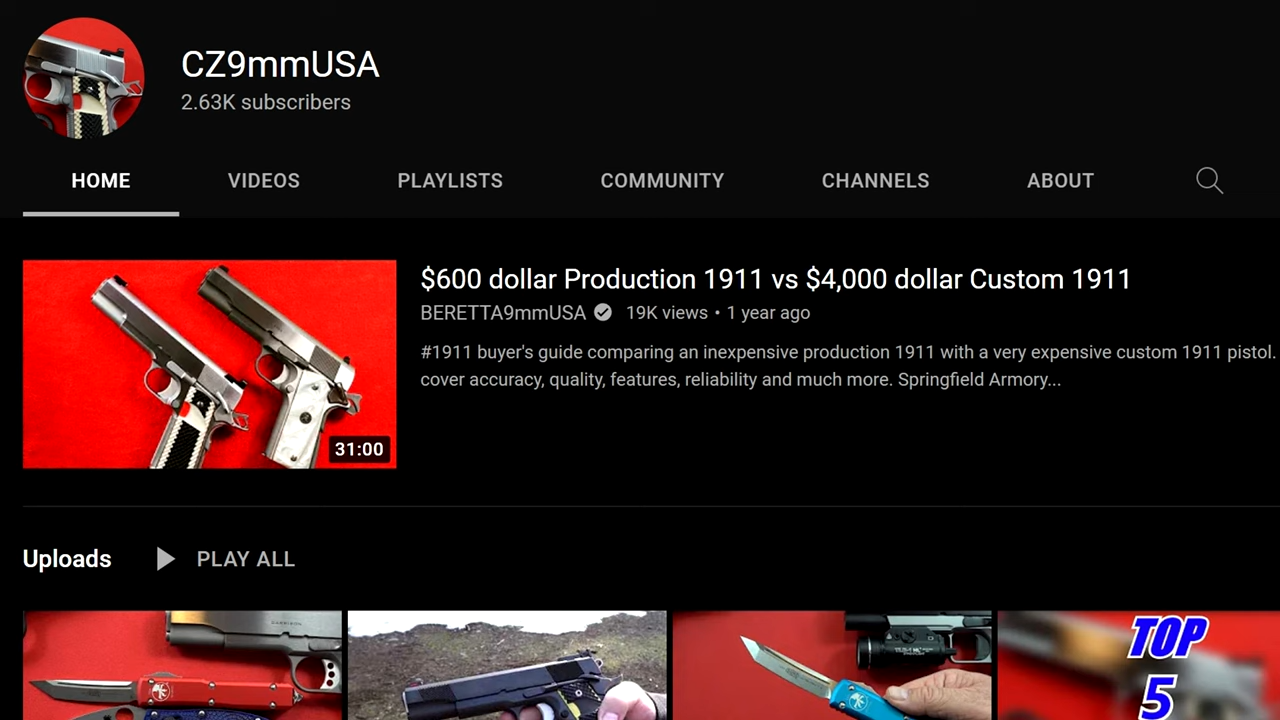 CZ9mmUSA
2.63K subscribers
HOME VIDEOS PLAYLISTS COMMUNITY CHANNELS ABOUT
$600 dollar Production 1911 vs $4,000 dollar Custom 1911
BERETTA9mmUSA 19K views • 1 year ago
#1911 buyer's guide comparing an inexpensive production 1911 with a very expensive custom 1911 pistol.
cover accuracy, quality, features, reliability and much more. Springfield Armory...
31:00
Uploads PLAY ALL
GARRISON
TOP
5